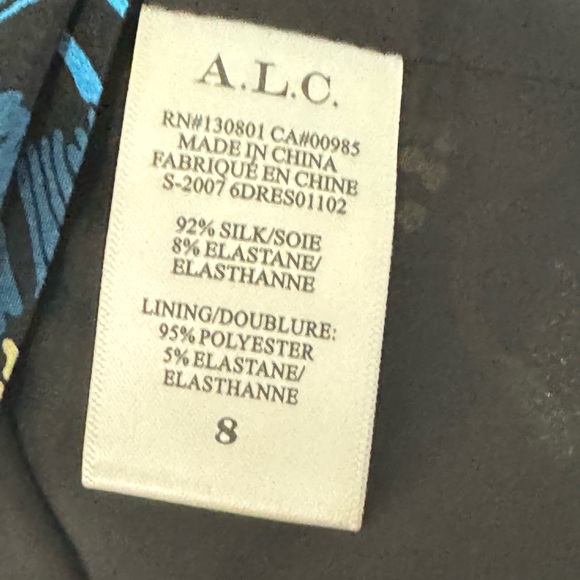 A.L.C.
RN#130801 CA#00985
MADE IN CHINA
FABRIQUÉ EN CHINE
S-2007 6DRES01102
92% SILK/SOIE
8% ELASTANE/
ELASTHANNE
LINING/DOUBLURE:
95% POLYESTER
5% ELASTANE/
ELASTHANNE
8